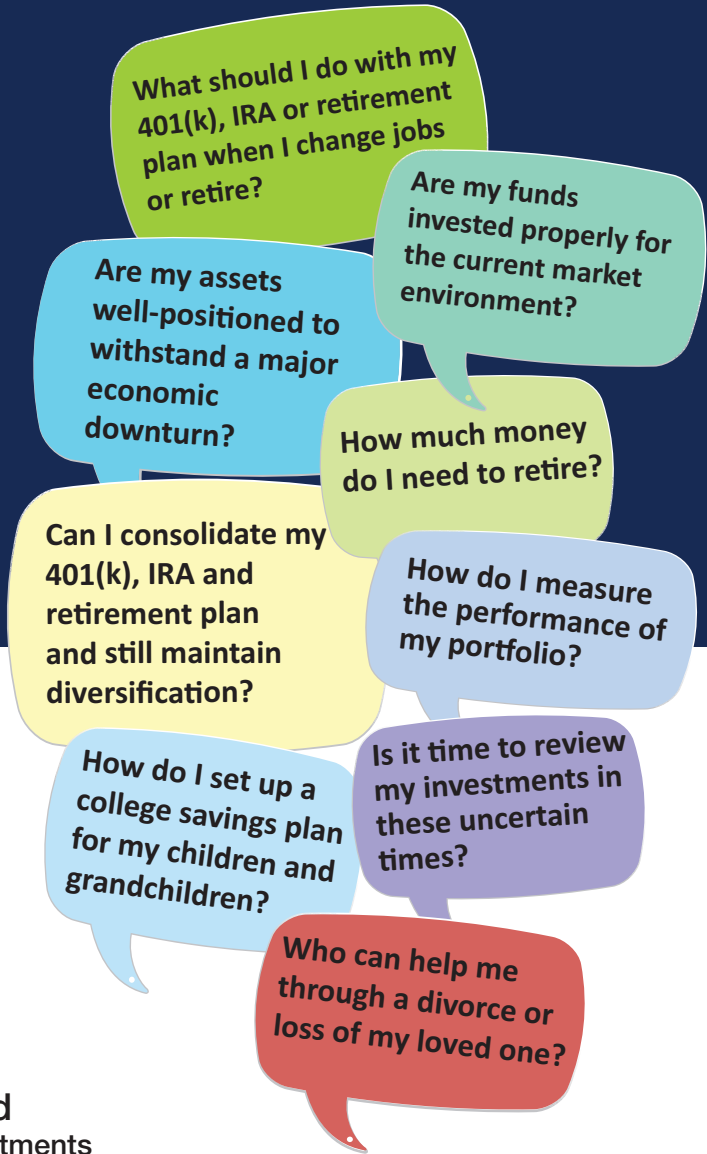 What should I do with my
401(k), IRA or retirement
plan when I change jobs
or retire?
Are my funds
invested properly for
the current market
environment?
Are my assets
well-positioned to
withstand a major
economic
downturn?
How much money
do I need to retire?
Can I consolidate my
401(k), IRA and
retirement plan
and still maintain
diversification?
How do I measure
the performance of
my portfolio?
How do I set up a
college savings plan
for my children and
grandchildren?
Is it time to review
my investments in
these uncertain
times?
Who can help me
through a divorce or
loss of my loved one?